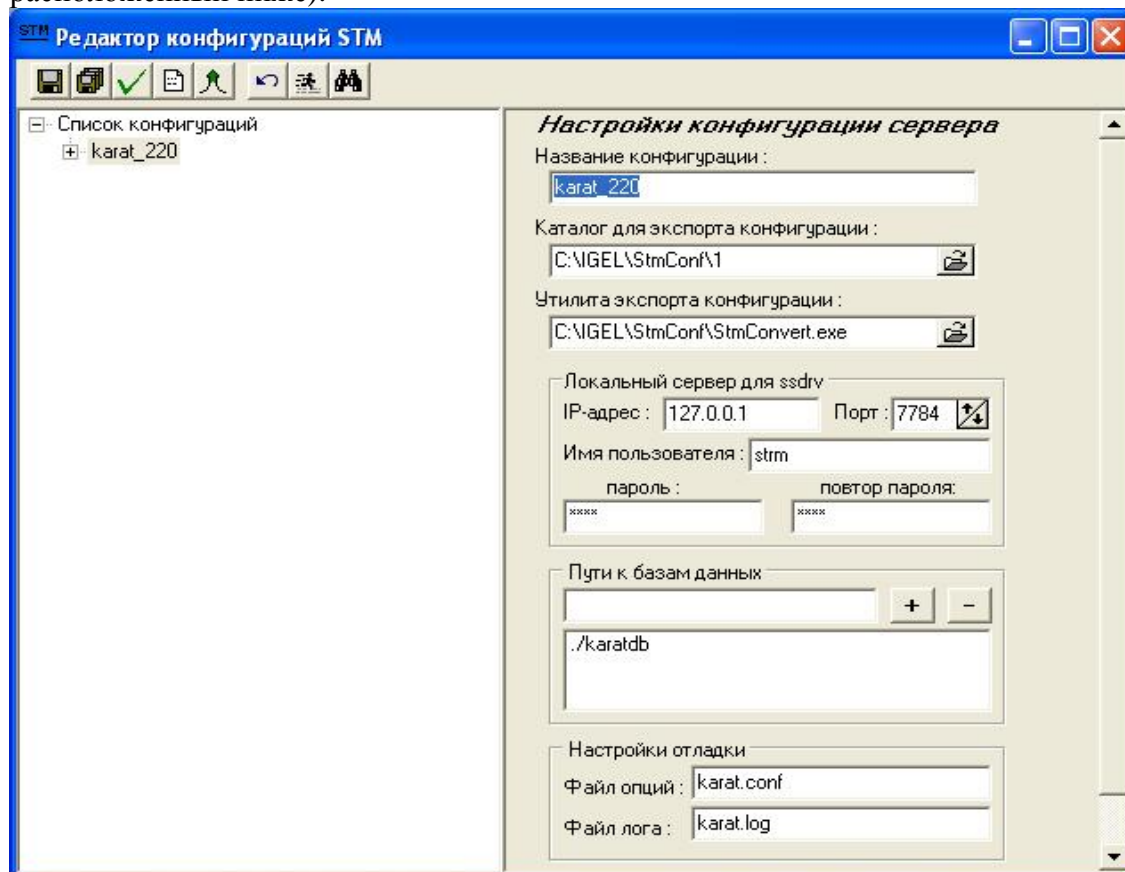 расположенный ниже).
STM Редактор конфигураций STM
Список конфигураций
karat_220
Настройки конфигурации сервера
Название конфигурации :
karat_220
Каталог для экспорта конфигурации :
C:\IGEL\StmConf\1
Утилита экспорта конфигурации :
C:\IGEL\StmConf\StmConvert.exe
Локальный сервер для ssdrv
IP-адрес : 127.0.0.1 Порт : 7784
Имя пользователя : strm
пароль : повтор пароля:
**** ****
Пути к базам данных
+ -
./karatdb
Настройки отладки
Файл опций : karat.conf
Файл лога : karat.log